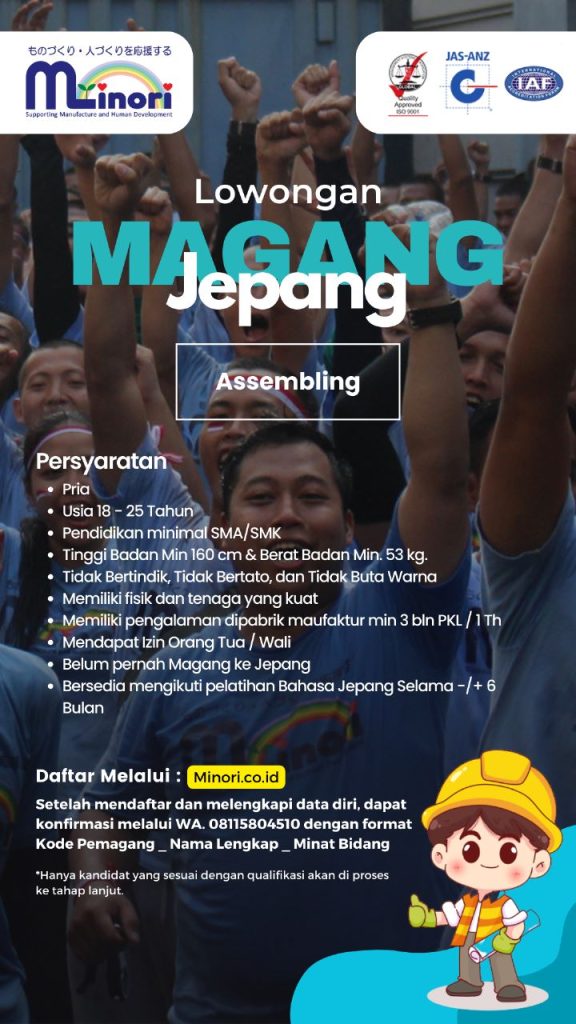 ものづくり・人づくりを応援する
Minori
Supporting Manufacture and Human Development
GLOBAL
Quality
Approved
ISO 9001
JAS-ANZ
INTERNATIONAL
IAF
ACCREDITATION FORUM
Lowongan
MAGANG
Jepang
Assembling
Persyaratan
• Pria
• Usia 18 - 25 Tahun
• Pendidikan minimal SMA/SMK
• Tinggi Badan Min 160 cm & Berat Badan Min. 53 kg.
• Tidak Bertindik, Tidak Bertato, dan Tidak Buta Warna
• Memiliki fisik dan tenaga yang kuat
• Memiliki pengalaman dipabrik maufaktur min 3 bln PKL / 1 Th
• Mendapat Izin Orang Tua / Wali
• Belum pernah Magang ke Jepang
• Bersedia mengikuti pelatihan Bahasa Jepang Selama -/+ 6
Bulan
Daftar Melalui : Minori.co.id
Setelah mendaftar dan melengkapi data diri, dapat
konfirmasi melalui WA. 08115804510 dengan format
Kode Pemagang _ Nama Lengkap _ Minat Bidang
*Hanya kandidat yang sesuai dengan qualifikasi akan di proses
ke tahap lanjut.